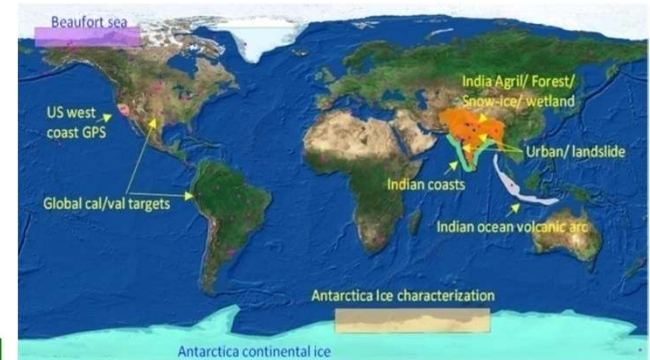 Beaufort sea
India Agril/ Forest/
Snow-ice/ wetland
US west
coast GPS
Urban/ landslide
Indian coasts
Global cal/val targets
Indian ocean volcanic arc
Antarctica Ice characterization
Antarctica continental ice